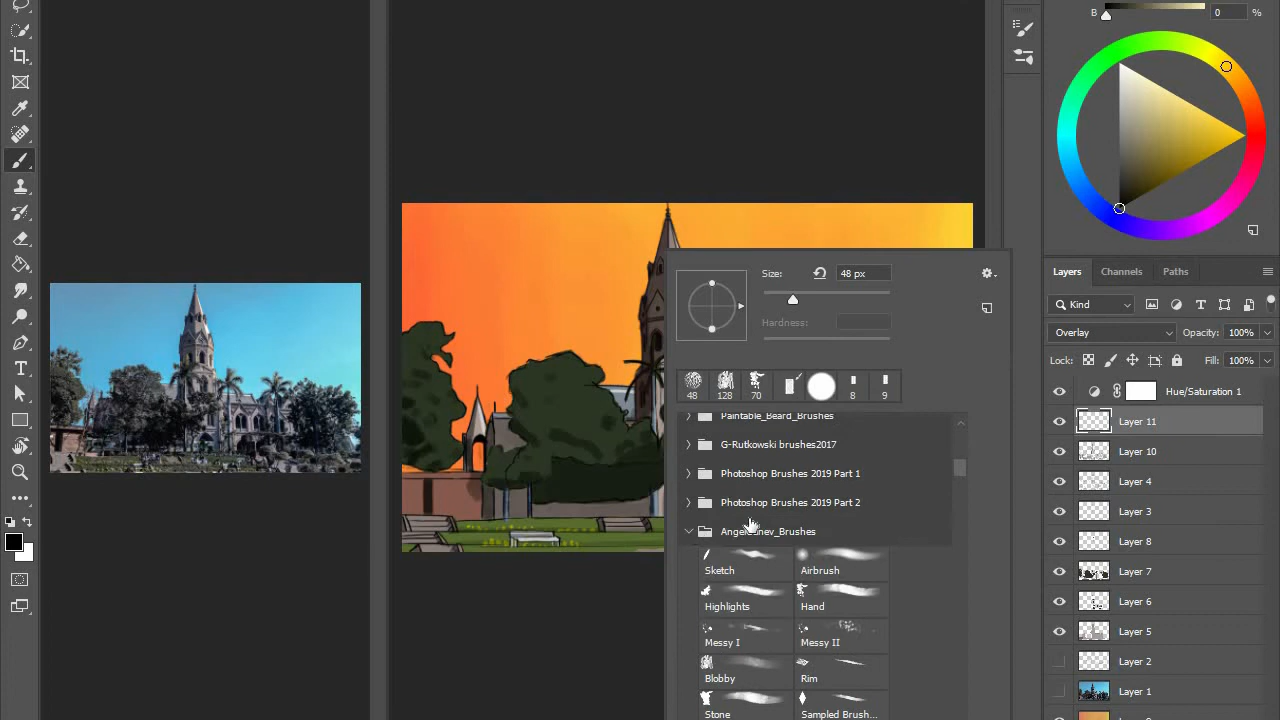 B 0 %
Size: 48 px
Hardness:
48 128 70 8 9
Paintable_Beard_Brushes
G-Rutkowski brushes2017
Photoshop Brushes 2019 Part 1
Photoshop Brushes 2019 Part 2
Sketch Airbrush
Highlights Hand
Messy I Messy II
Blobby Rim
Stone Sampled Brush...
Layers Channels Paths
Kind
Overlay Opacity: 100%
Lock: Fill: 100%
Hue/Saturation 1
Layer 11
Layer 10
Layer 4
Layer 3
Layer 8
Layer 7
Layer 6
Layer 5
Layer 2
Layer 1